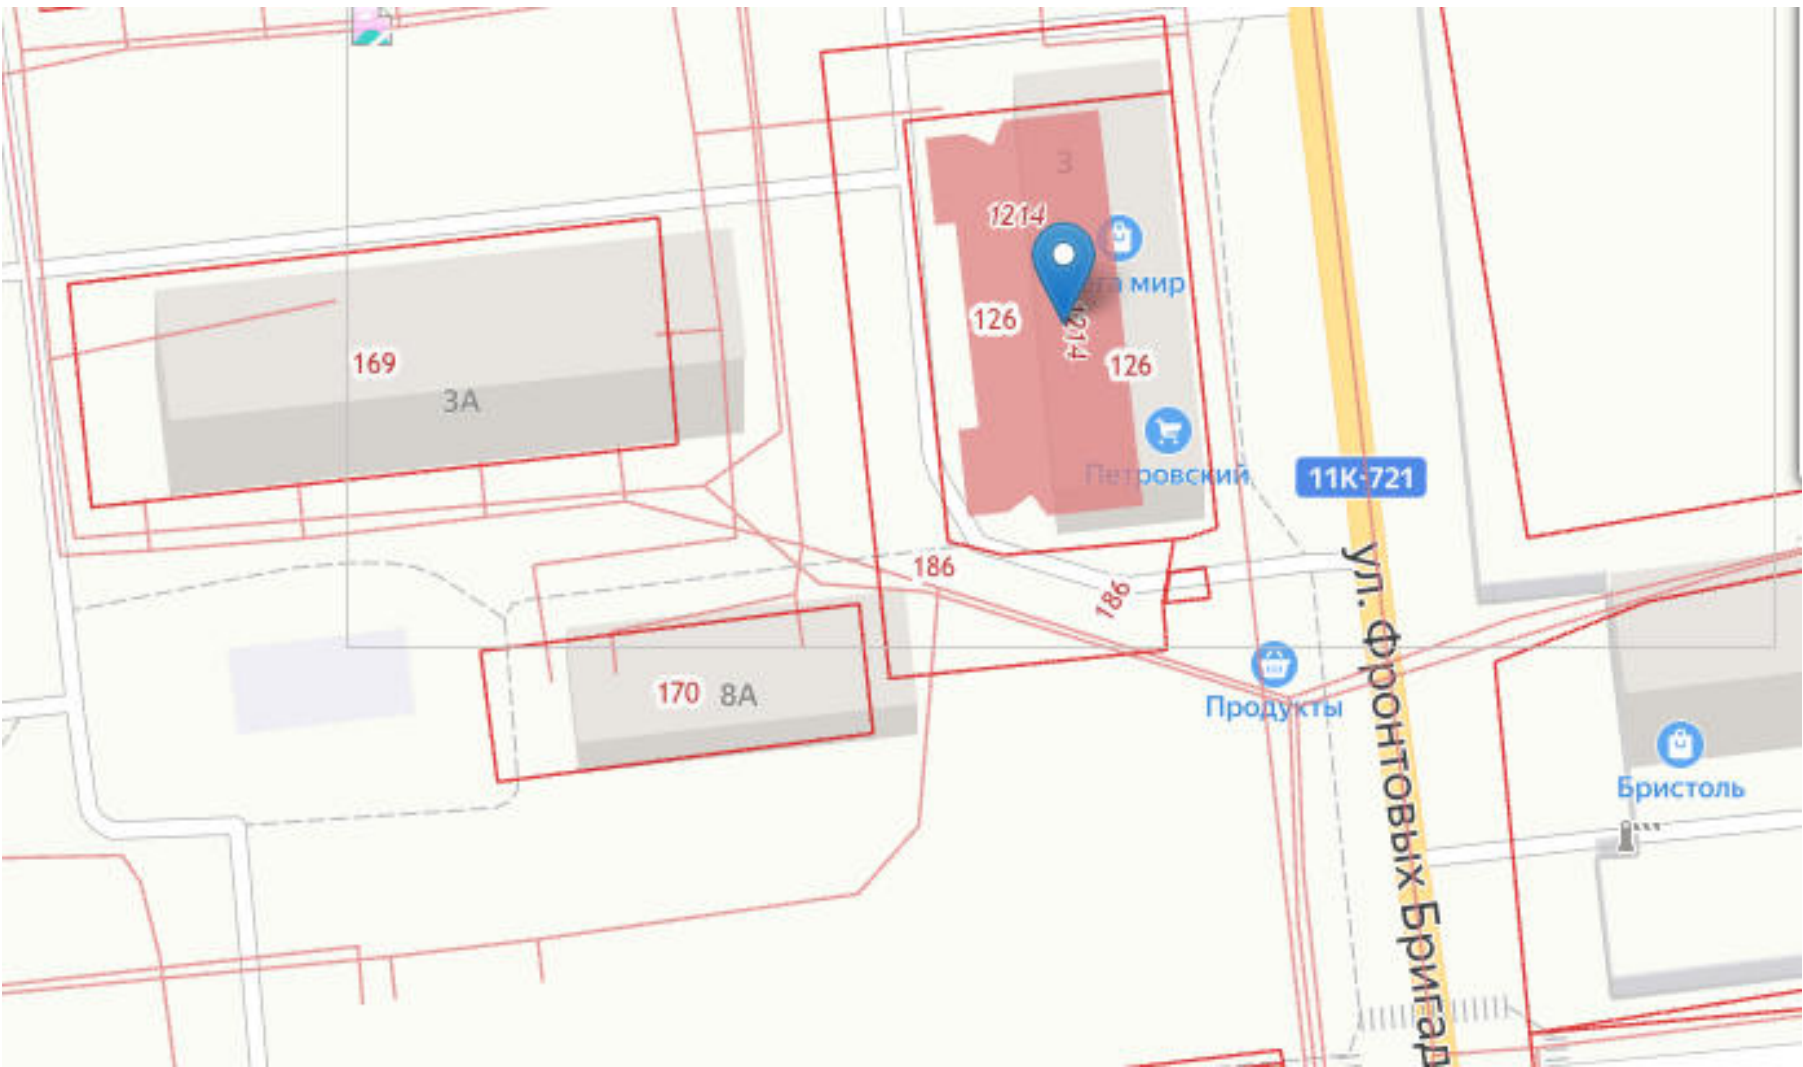 3
1214
мир
126
1214
126
169
3А
Петровский
11К-721
186
186
ул. Фронтовых Бригад
170
8А
Продукты
Бристоль